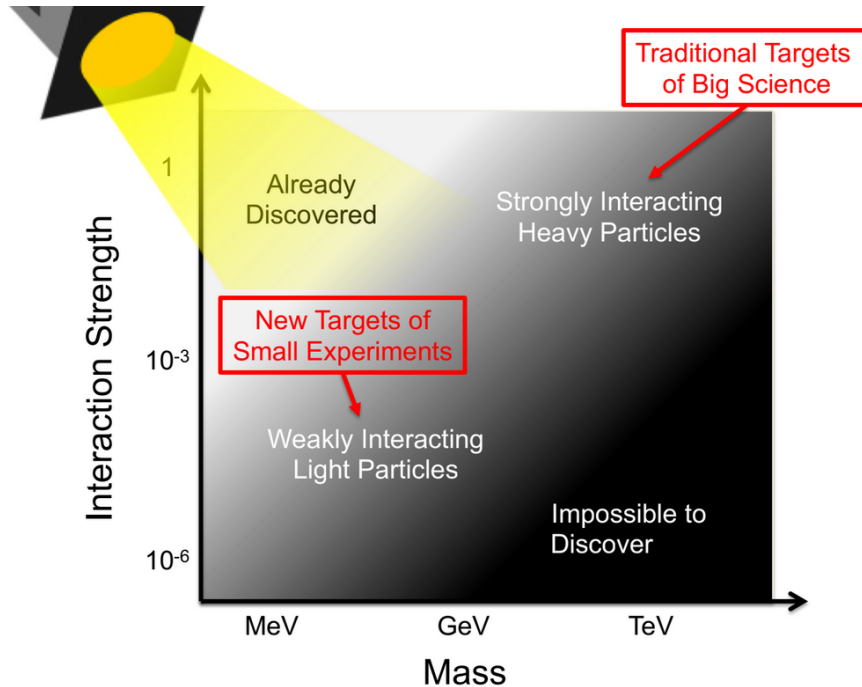 Traditional Targets
of Big Science
1
Already
Discovered
Strongly Interacting
Heavy Particles
Interaction Strength
New Targets of
Small Experiments
10⁻³
Weakly Interacting
Light Particles
Impossible to
Discover
10⁻⁶
MeV GeV TeV
Mass